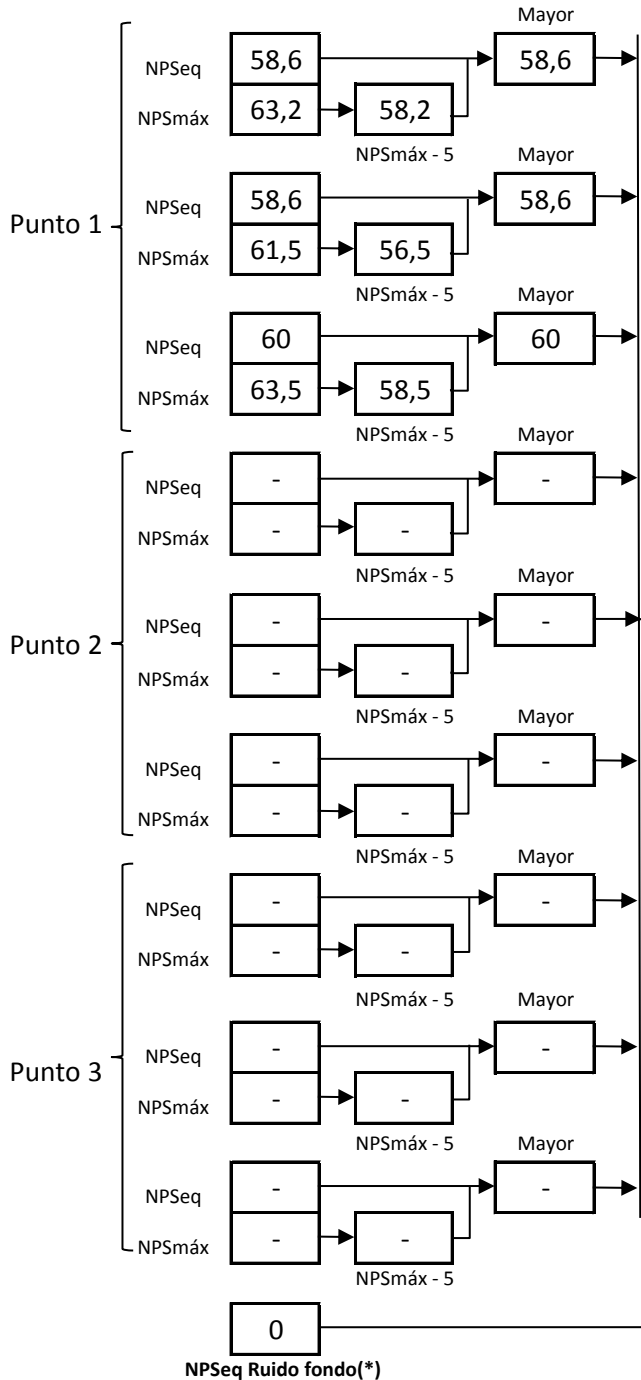 Mayor
NPSeq 58,6 58,6
NPSmáx 63,2 58,2
NPSmáx - 5 Mayor
NPSeq 58,6 58,6
Punto 1
NPSmáx 61,5 56,5
NPSmáx - 5 Mayor
NPSeq 60 60
NPSmáx 63,5 58,5
NPSmáx - 5 Mayor
NPSeq - -
NPSmáx - -
NPSmáx - 5 Mayor
NPSeq - -
Punto 2
NPSmáx - -
NPSmáx - 5 Mayor
NPSeq - -
NPSmáx - -
NPSmáx - 5 Mayor
NPSeq - -
NPSmáx - -
NPSmáx - 5 Mayor
NPSeq - -
Punto 3
NPSmáx - -
NPSmáx - 5 Mayor
NPSeq - -
NPSmáx - -
NPSmáx - 5
0
NPSeq Ruido fondo(*)